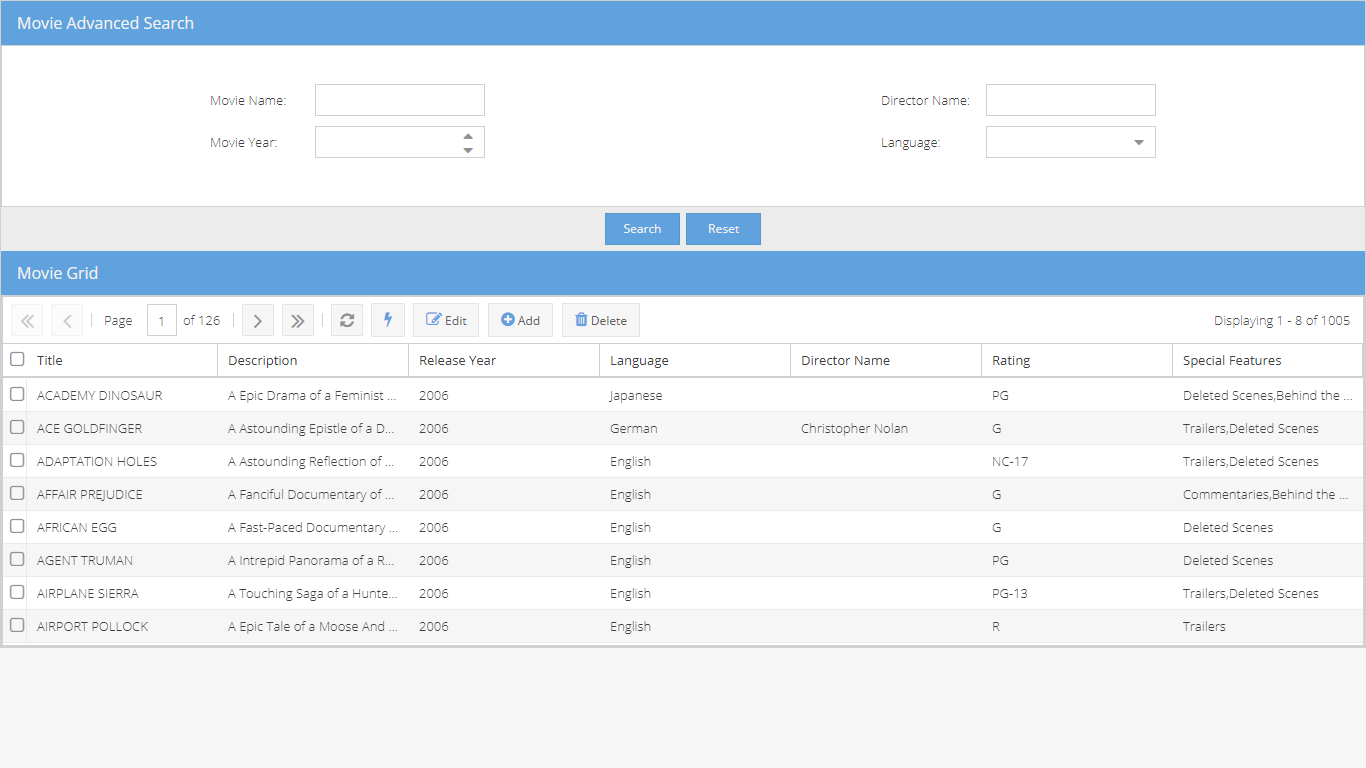 Movie Advanced Search
Movie Name: Director Name:
Movie Year: Language:
Search Reset
Movie Grid
Page 1 of 126 Edit Add Delete Displaying 1 - 8 of 1005
Title Description Release Year Language Director Name Rating Special Features
ACADEMY DINOSAUR A Epic Drama of a Feminist ... 2006 Japanese PG Deleted Scenes,Behind the ...
ACE GOLDFINGER A Astounding Epistle of a D... 2006 German Christopher Nolan G Trailers,Deleted Scenes
ADAPTATION HOLES A Astounding Reflection of ... 2006 English NC-17 Trailers,Deleted Scenes
AFFAIR PREJUDICE A Fanciful Documentary of ... 2006 English G Commentaries,Behind the ...
AFRICAN EGG A Fast-Paced Documentary ... 2006 English G Deleted Scenes
AGENT TRUMAN A Intrepid Panorama of a R... 2006 English PG Deleted Scenes
AIRPLANE SIERRA A Touching Saga of a Hunte... 2006 English PG-13 Trailers,Deleted Scenes
AIRPORT POLLOCK A Epic Tale of a Moose And ... 2006 English R Trailers